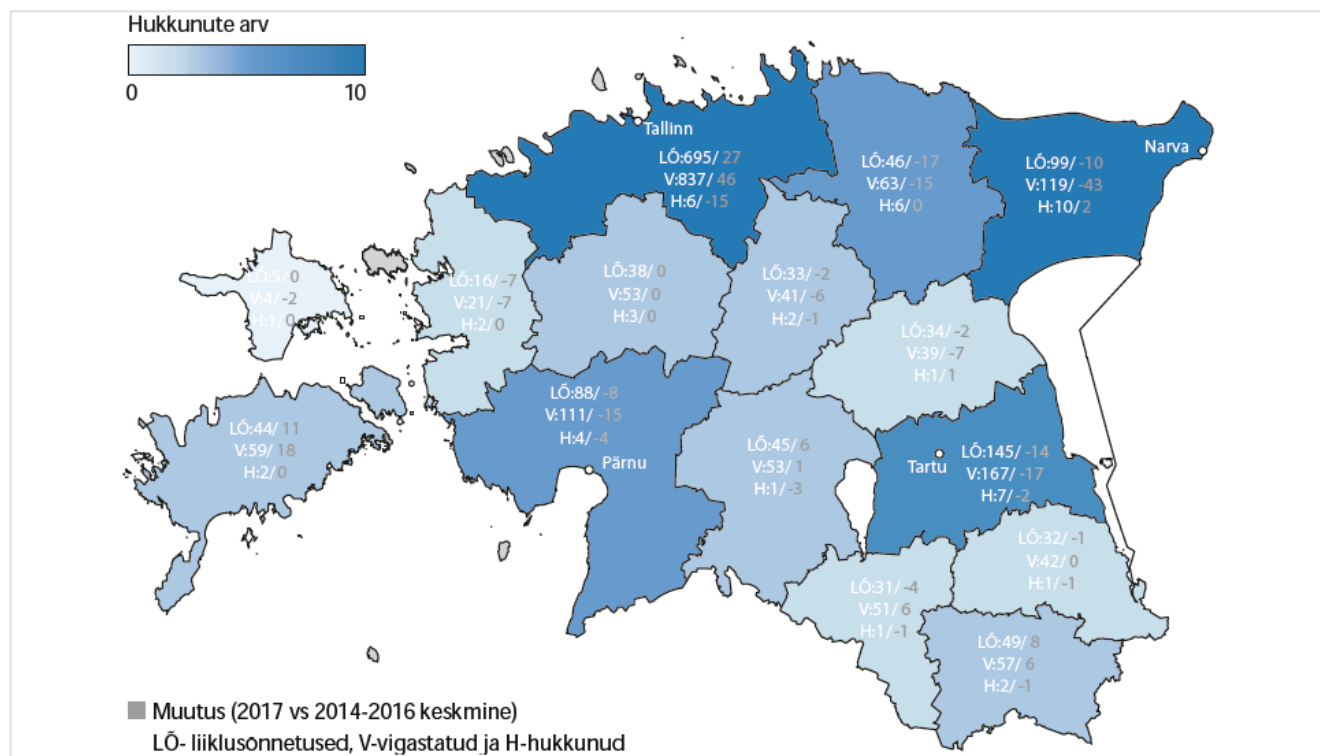 Hukkunute arv
0 10
Tallinn
LÕ:695/ 27
V:837/ 46
H:6/ -15
LÕ:46/ -17
V:63/ -15
H:6/ 0
Narva
LÕ:99/ -10
V:119/ -43
H:10/ 2
LÕ:5/ 0
V:4/ -2
H:1/ 0
LÕ:16/ -7
V:21/ -7
H:2/ 0
LÕ:38/ 0
V:53/ 0
H:3/ 0
LÕ:33/ -2
V:41/ -6
H:2/ -1
LÕ:34/ -2
V:39/ -7
H:1/ 1
LÕ:44/ 11
V:59/ 18
H:2/ 0
LÕ:88/ -8
V:111/ -15
H:4/ -4
Pärnu
LÕ:45/ 6
V:53/ 1
H:1/ -3
Tartu
LÕ:145/ -14
V:167/ -17
H:7/ -2
LÕ:32/ -1
V:42/ 0
H:1/ -1
LÕ:31/ -4
V:51/ 6
H:1/ -1
LÕ:49/ 8
V:57/ 6
H:2/ -1
Muutus (2017 vs 2014-2016 keskmine)
LÕ- liiklusõnnetused, V-vigastatud ja H-hukkunud